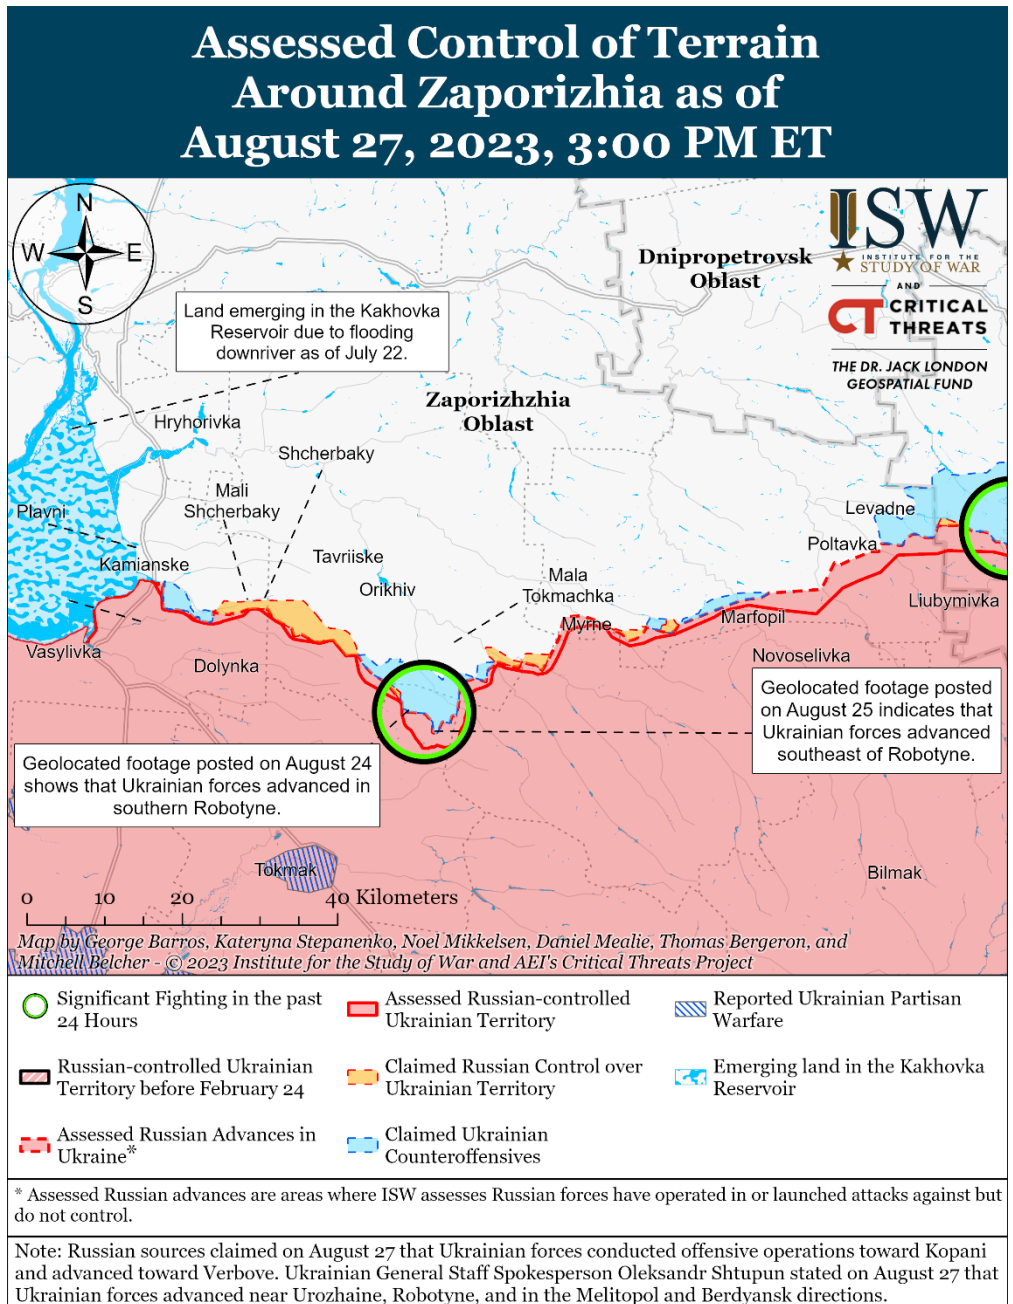 Assessed Control of Terrain
Around Zaporizhia as of
August 27, 2023, 3:00 PM ET
N
W
E
S
ISW
INSTITUTE FOR THE
STUDY OF WAR
AND
CT CRITICAL
THREATS
THE DR. JACK LONDON
GEOSPATIAL FUND
Dnipropetrovsk
Oblast
Land emerging in the Kakhovka
Reservoir due to flooding
downriver as of July 22.
Zaporizhzhia
Oblast
Hryhorivka
Shcherbaky
Mali
Shcherbaky
Plavni
Levadne
Poltavka
Kamianske
Tavriiske
Orikhiv
Mala
Tokmachka
Myrne
Marfopil
Liubymivka
Vasylivka
Dolynka
Novoselivka
Geolocated footage posted
on August 25 indicates that
Ukrainian forces advanced
southeast of Robotyne.
Geolocated footage posted on August 24
shows that Ukrainian forces advanced in
southern Robotyne.
Tokmak
Bilmak
0 10 20 40 Kilometers
Map by George Barros, Kateryna Stepanenko, Noel Mikkelsen, Daniel Mealie, Thomas Bergeron, and
Mitchell Belcher - © 2023 Institute for the Study of War and AEI's Critical Threats Project
Significant Fighting in the past
24 Hours
Russian-controlled Ukrainian
Territory before February 24
Assessed Russian Advances in
Ukraine*
Assessed Russian-controlled
Ukrainian Territory
Claimed Russian Control over
Ukrainian Territory
Claimed Ukrainian
Counteroffensives
Reported Ukrainian Partisan
Warfare
Emerging land in the Kakhovka
Reservoir
* Assessed Russian advances are areas where ISW assesses Russian forces have operated in or launched attacks against but
do not control.
Note: Russian sources claimed on August 27 that Ukrainian forces conducted offensive operations toward Kopani
and advanced toward Verbove. Ukrainian General Staff Spokesperson Oleksandr Shtupun stated on August 27 that
Ukrainian forces advanced near Urozhaine, Robotyne, and in the Melitopol and Berdyansk directions.